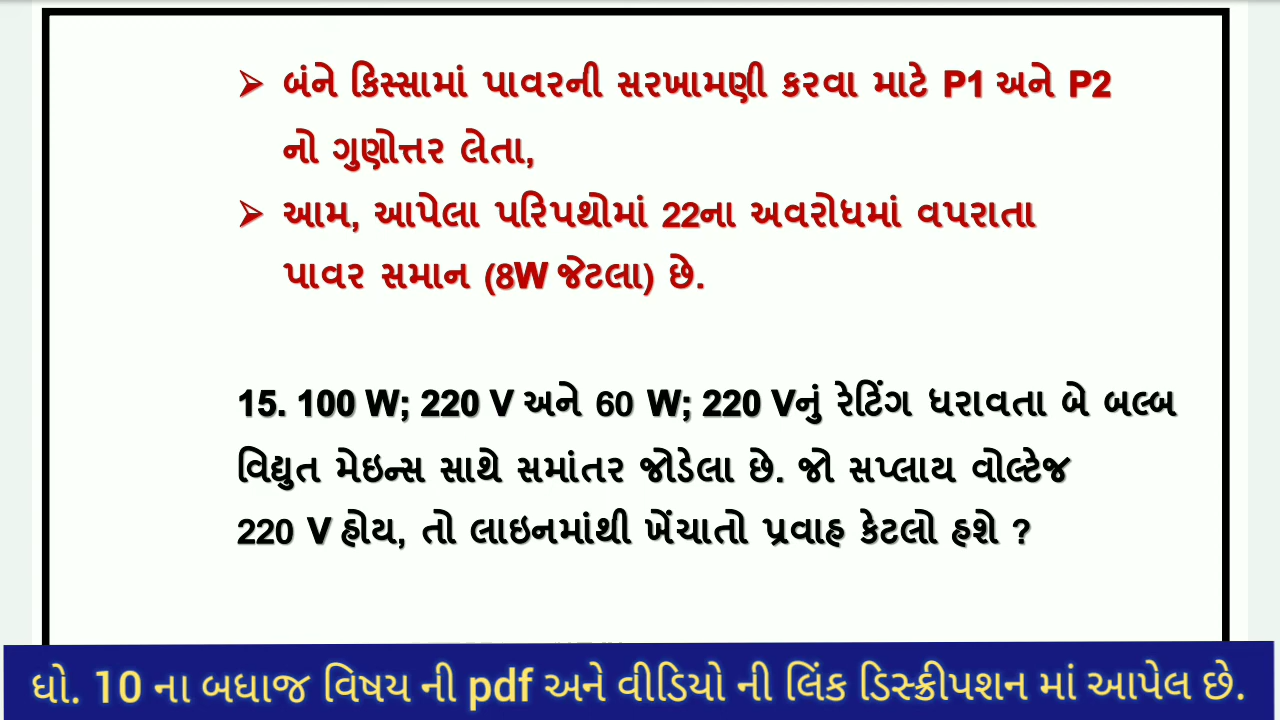 ➢ બંને કિસ્સામાં પાવરની સરખામણી કરવા માટે P1 અને P2
નો ગુણોત્તર લેતા,
➢ આમ, આપેલા પરિપથોમાં 22ના અવરોધમાં વપરાતા
પાવર સમાન (8W જેટલા) છે.
15. 100 W; 220 V અને 60 W; 220 Vનું રેટિંગ ધરાવતા બે બલ્બ
વિદ્યુત મેઇન્સ સાથે સમાંતર જોડેલા છે. જો સપ્લાય વોલ્ટેજ
220 V હોય, તો લાઇનમાંથી ખેંચાતો પ્રવાહ કેટલો હશે ?
ધો. 10 ના બધાજ વિષય ની pdf અને વીડિયો ની લિંક ડિસ્ક્રીપશન માં આપેલ છે.